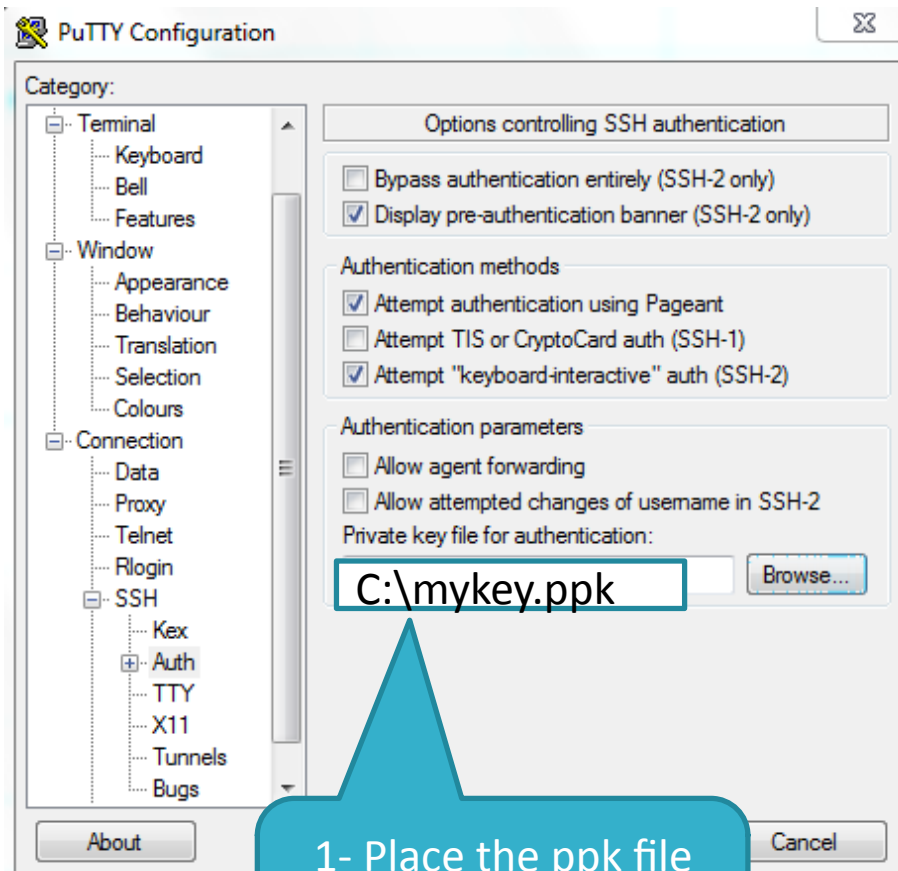 PuTTY Configuration
Category:
Terminal
Keyboard
Bell
Features
Window
Appearance
Behaviour
Translation
Selection
Colours
Connection
Data
Proxy
Telnet
Rlogin
SSH
Kex
Auth
TTY
X11
Tunnels
Bugs
Options controlling SSH authentication
Bypass authentication entirely (SSH-2 only)
Display pre-authentication banner (SSH-2 only)
Authentication methods
Attempt authentication using Pageant
Attempt TIS or CryptoCard auth (SSH-1)
Attempt "keyboard-interactive" auth (SSH-2)
Authentication parameters
Allow agent forwarding
Allow attempted changes of username in SSH-2
Private key file for authentication:
C:\mykey.ppk
Browse...
About
1- Place the ppk file
Cancel